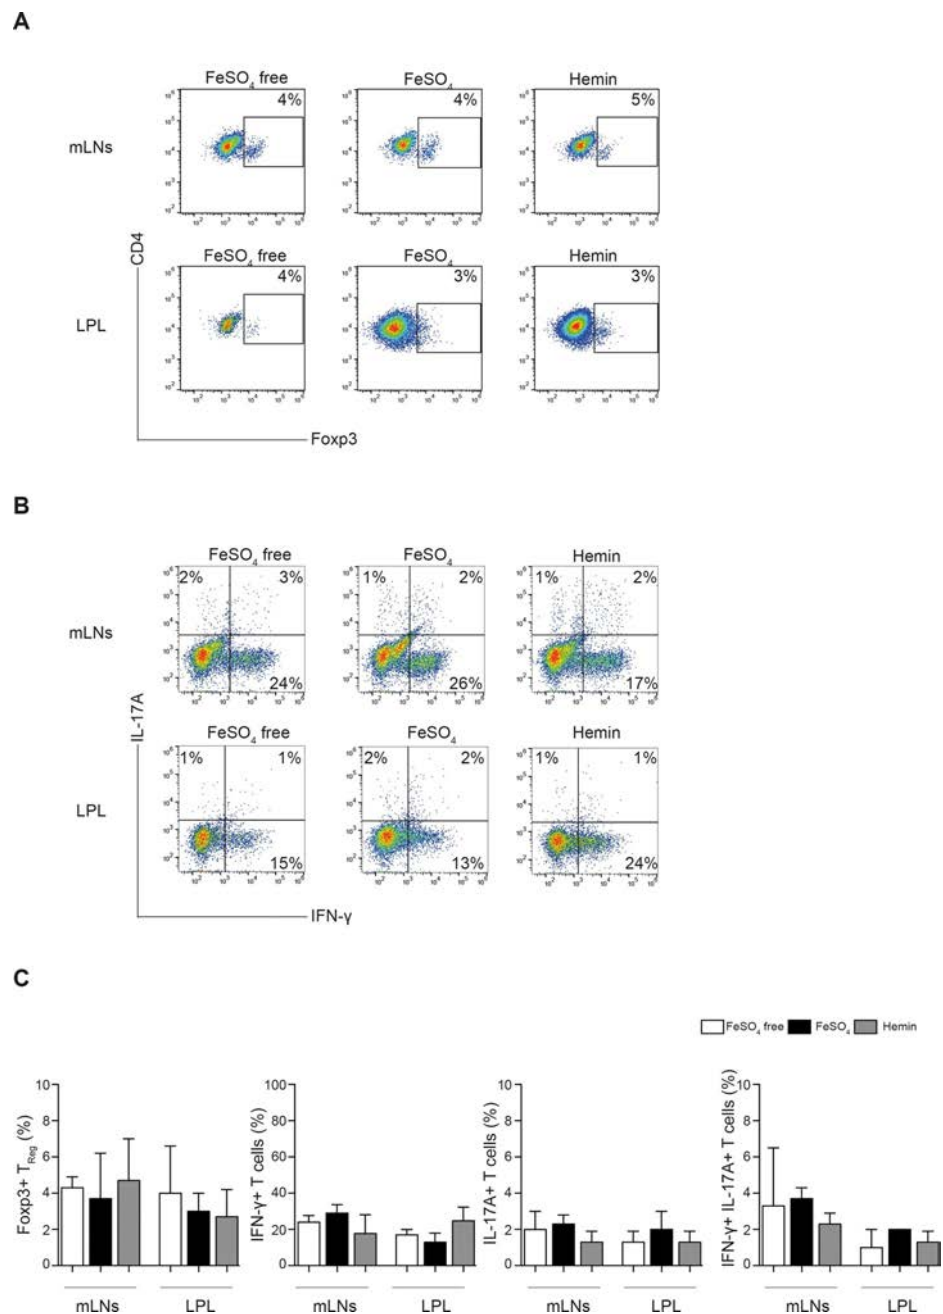 A
FeSO4 free FeSO4 Hemin
4% 4% 5%
mLNs
CD4
FeSO4 free FeSO4 Hemin
4% 3% 3%
LPL
Foxp3
B
FeSO4 free FeSO4 Hemin
2% 3% 1% 2% 1% 2%
mLNs
24% 26% 17%
IL-17A
FeSO4 free FeSO4 Hemin
1% 1% 2% 2% 1% 1%
LPL
15% 13% 24%
IFN-γ
C
FeSO4 free FeSO4 Hemin
Foxp3+ TReg (%)
10
8
6
4
2
0
mLNs LPL
IFN-γ+ T cells (%)
100
80
60
40
20
0
mLNs LPL
IL-17A+ T cells (%)
10
8
6
4
2
0
mLNs LPL
IFN-γ+ IL-17A+ T cells (%)
10
8
6
4
2
0
mLNs LPL